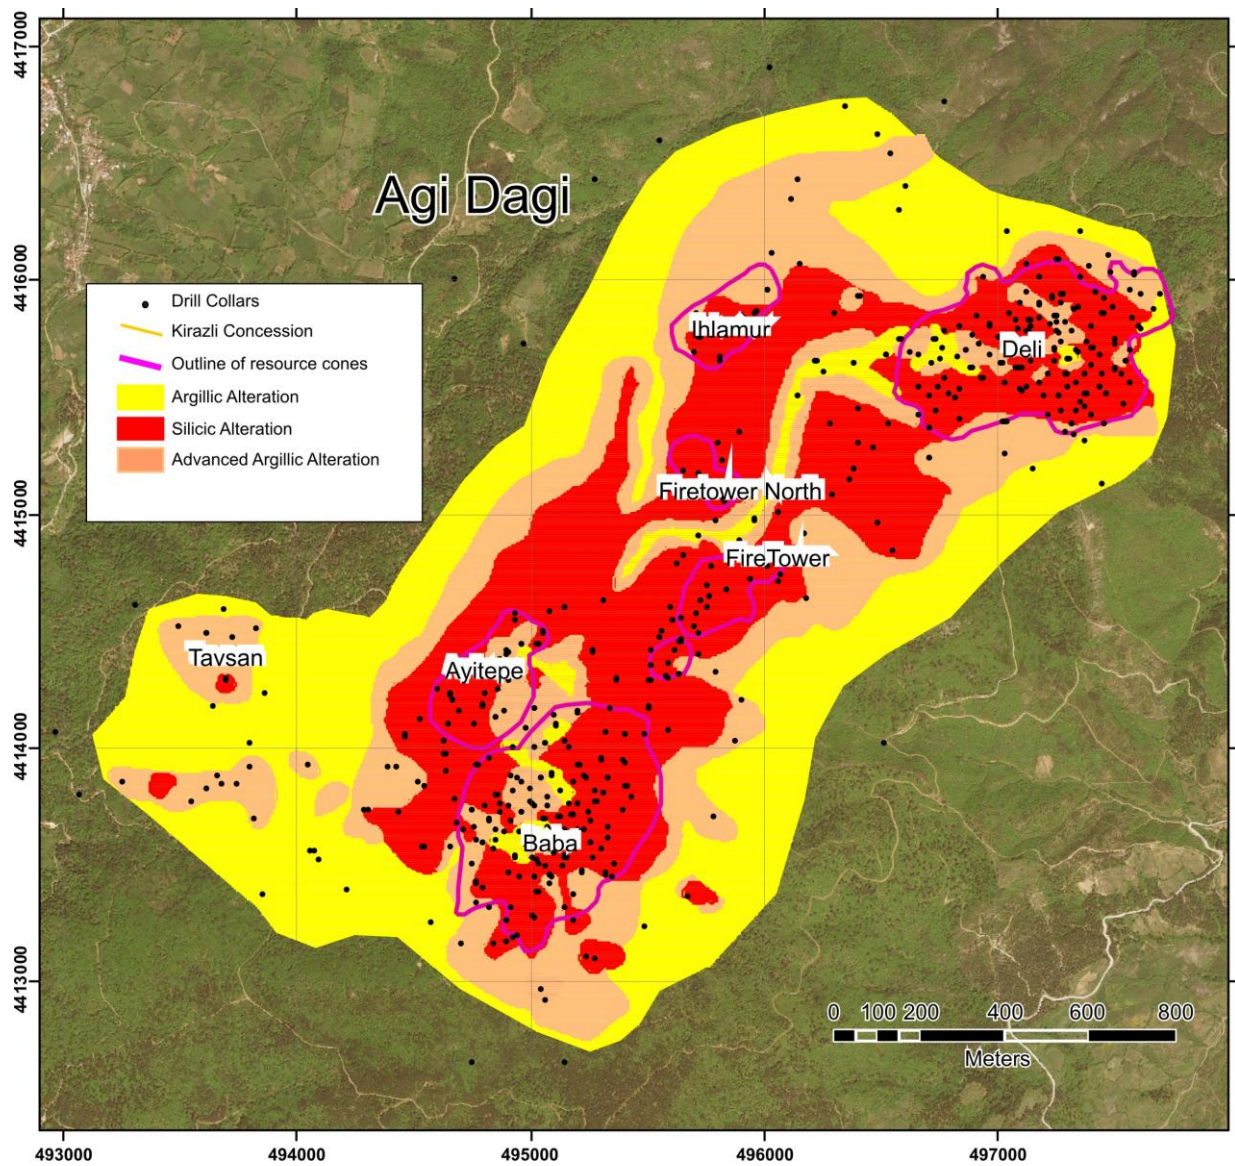 4417000
4416000
4415000
4414000
4413000
Agi Dagi
Drill Collars
Kirazli Concession
Outline of resource cones
Argillic Alteration
Silicic Alteration
Advanced Argillic Alteration
Ihlamur
Deli
Firetower North
FireTower
Tavsan
Ayitepe
Baba
0 100 200 400 600 800
Meters
493000 494000 495000 496000 497000